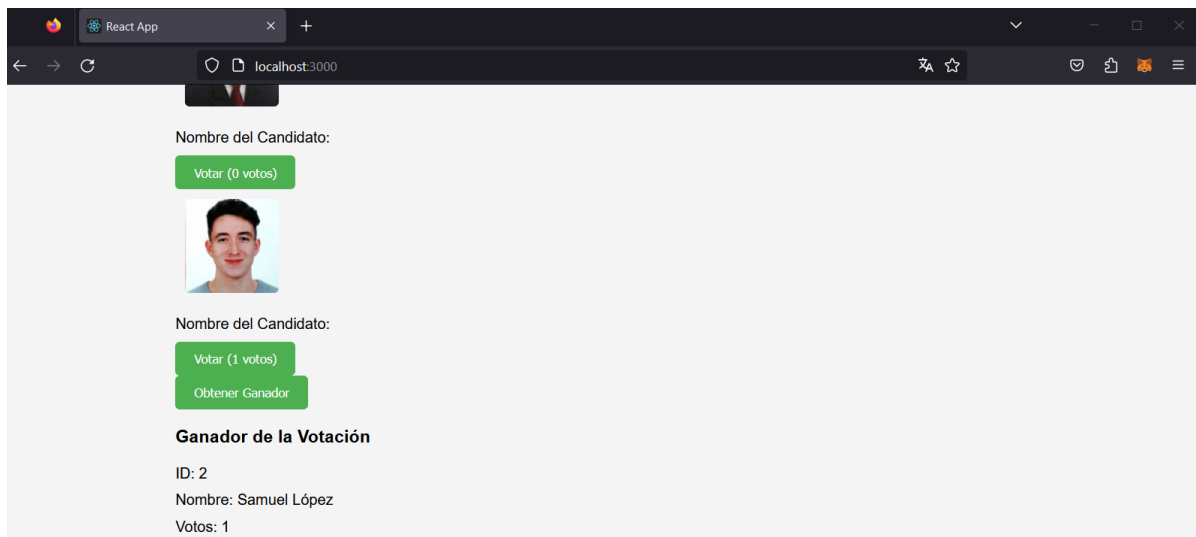 React App
localhost:3000
Nombre del Candidato:
Votar (0 votos)
Nombre del Candidato:
Votar (1 votos)
Obtener Ganador
Ganador de la Votación
ID: 2
Nombre: Samuel López
Votos: 1